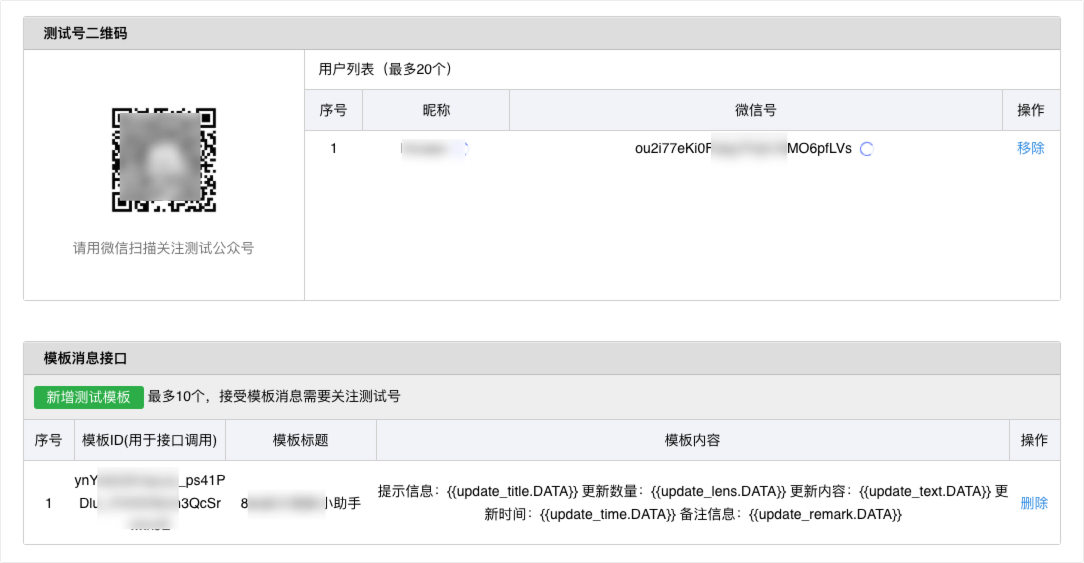 测试号二维码
用户列表（最多20个）
序号 昵称 微信号 操作
1 ou2i77eKi0F MO6pfLVs 移除
请用微信扫描关注测试公众号
模板消息接口
新增测试模板 最多10个，接受模板消息需要关注测试号
序号 模板ID(用于接口调用) 模板标题 模板内容 操作
ynY _ps41P
提示信息：{{update_title.DATA}} 更新数量：{{update_lens.DATA}} 更新内容：{{update_text.DATA}} 更
1 Dlu 3QcSr 8 小助手 删除
新时间：{{update_time.DATA}} 备注信息：{{update_remark.DATA}}